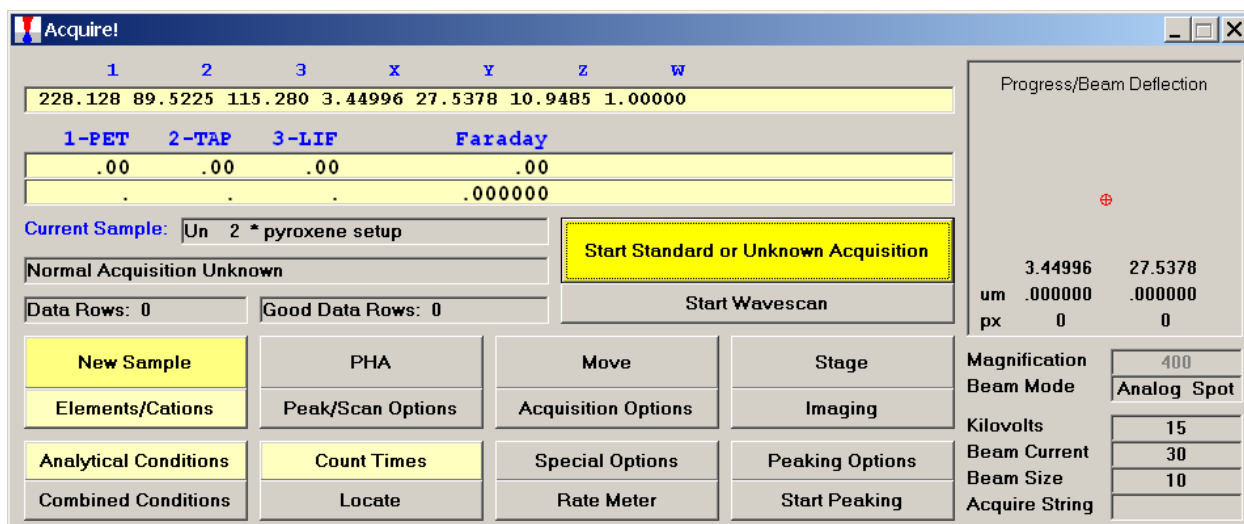 Acquire!
1 2 3 X Y Z W
228.128 89.5225 115.280 3.44996 27.5378 10.9485 1.00000
1-PET 2-TAP 3-LIF Faraday
.00 .00 .00 .00
. . . .000000
Current Sample: Un 2 * pyroxene setup
Normal Acquisition Unknown
Data Rows: 0 Good Data Rows: 0
Start Standard or Unknown Acquisition
Start Wavescan
New Sample PHA Move Stage
Elements/Cations Peak/Scan Options Acquisition Options Imaging
Analytical Conditions Count Times Special Options Peaking Options
Combined Conditions Locate Rate Meter Start Peaking
Progress/Beam Deflection
3.44996 27.5378
um .000000 .000000
px 0 0
Magnification 400
Beam Mode Analog Spot
Kilovolts 15
Beam Current 30
Beam Size 10
Acquire String